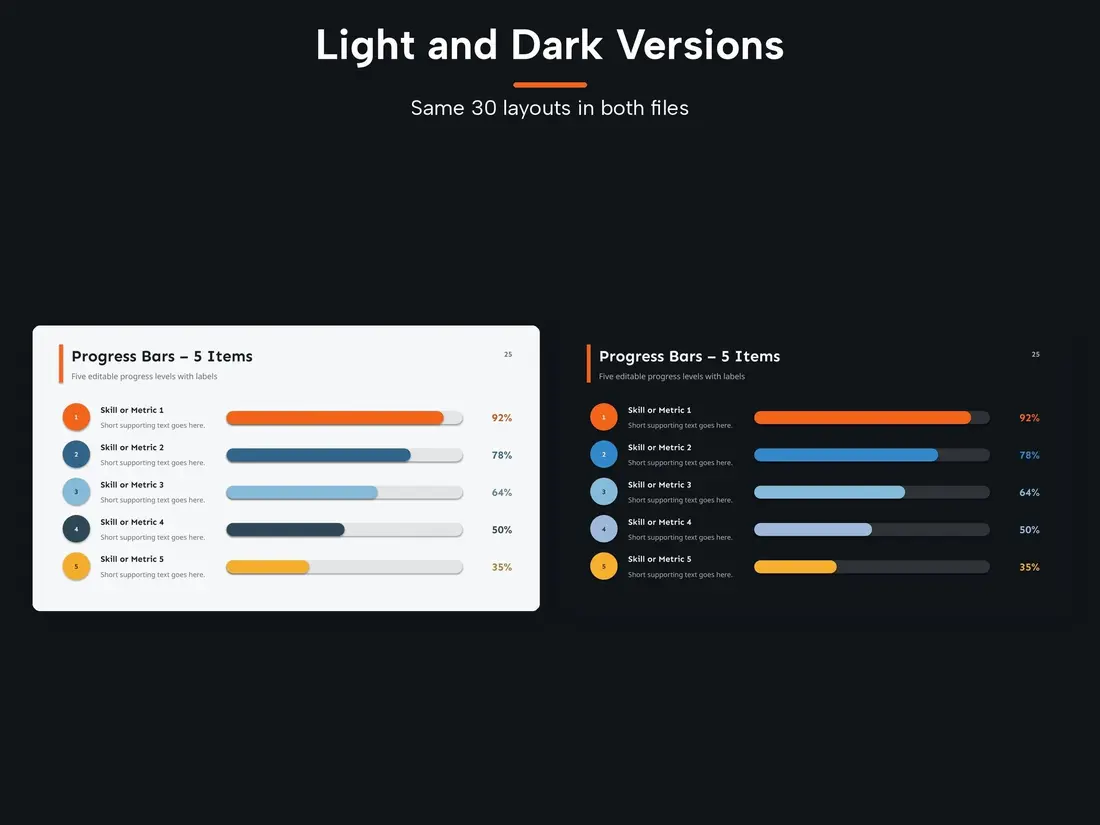 Light and Dark Versions
Same 30 layouts in both files
Progress Bars – 5 Items
25
Five editable progress levels with labels
1
Skill or Metric 1
Short supporting text goes here.
92%
2
Skill or Metric 2
Short supporting text goes here.
78%
3
Skill or Metric 3
Short supporting text goes here.
64%
4
Skill or Metric 4
Short supporting text goes here.
50%
5
Skill or Metric 5
Short supporting text goes here.
35%
Progress Bars – 5 Items
25
Five editable progress levels with labels
1
Skill or Metric 1
Short supporting text goes here.
92%
2
Skill or Metric 2
Short supporting text goes here.
78%
3
Skill or Metric 3
Short supporting text goes here.
64%
4
Skill or Metric 4
Short supporting text goes here.
50%
5
Skill or Metric 5
Short supporting text goes here.
35%